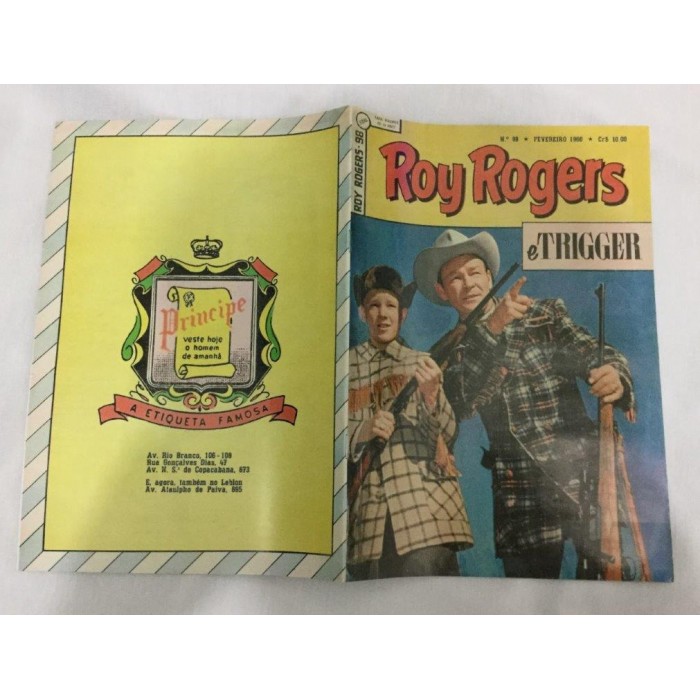 Nº 98 • FEVEREIRO 1960 • Cr$ 10,00
Roy Rogers
e TRIGGER
ROY ROGERS-98
Principe
veste hoje
o homem
de amanhã
A ETIQUETA FAMOSA
Av. Rio Branco, 106-108
Rua Gonçalves Dias, 47
Av. N. S.ª de Copacabana, 673
E, agora, também no Leblon
Av. Ataulpho de Paiva, 865